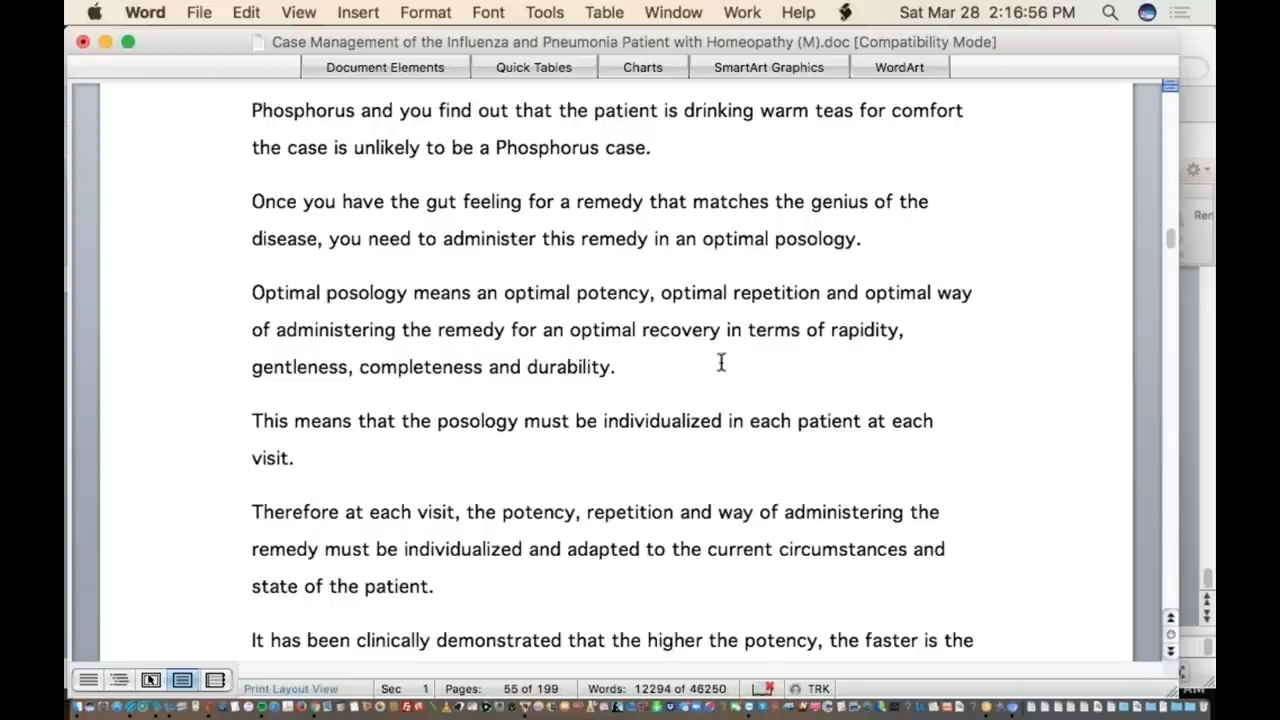 Word File Edit View Insert Format Font Tools Table Window Work Help Sat Mar 28 2:16:56 PM
Case Management of the Influenza and Pneumonia Patient with Homeopathy (M).doc [Compatibility Mode]
Document Elements Quick Tables Charts SmartArt Graphics WordArt
Phosphorus and you find out that the patient is drinking warm teas for comfort
the case is unlikely to be a Phosphorus case.
Once you have the gut feeling for a remedy that matches the genius of the
disease, you need to administer this remedy in an optimal posology.
Optimal posology means an optimal potency, optimal repetition and optimal way
of administering the remedy for an optimal recovery in terms of rapidity,
gentleness, completeness and durability.
This means that the posology must be individualized in each patient at each
visit.
Therefore at each visit, the potency, repetition and way of administering the
remedy must be individualized and adapted to the current circumstances and
state of the patient.
It has been clinically demonstrated that the higher the potency, the faster is the
Print Layout View Sec 1 Pages: 55 of 199 Words: 12294 of 46250 TRK
Ren
AM